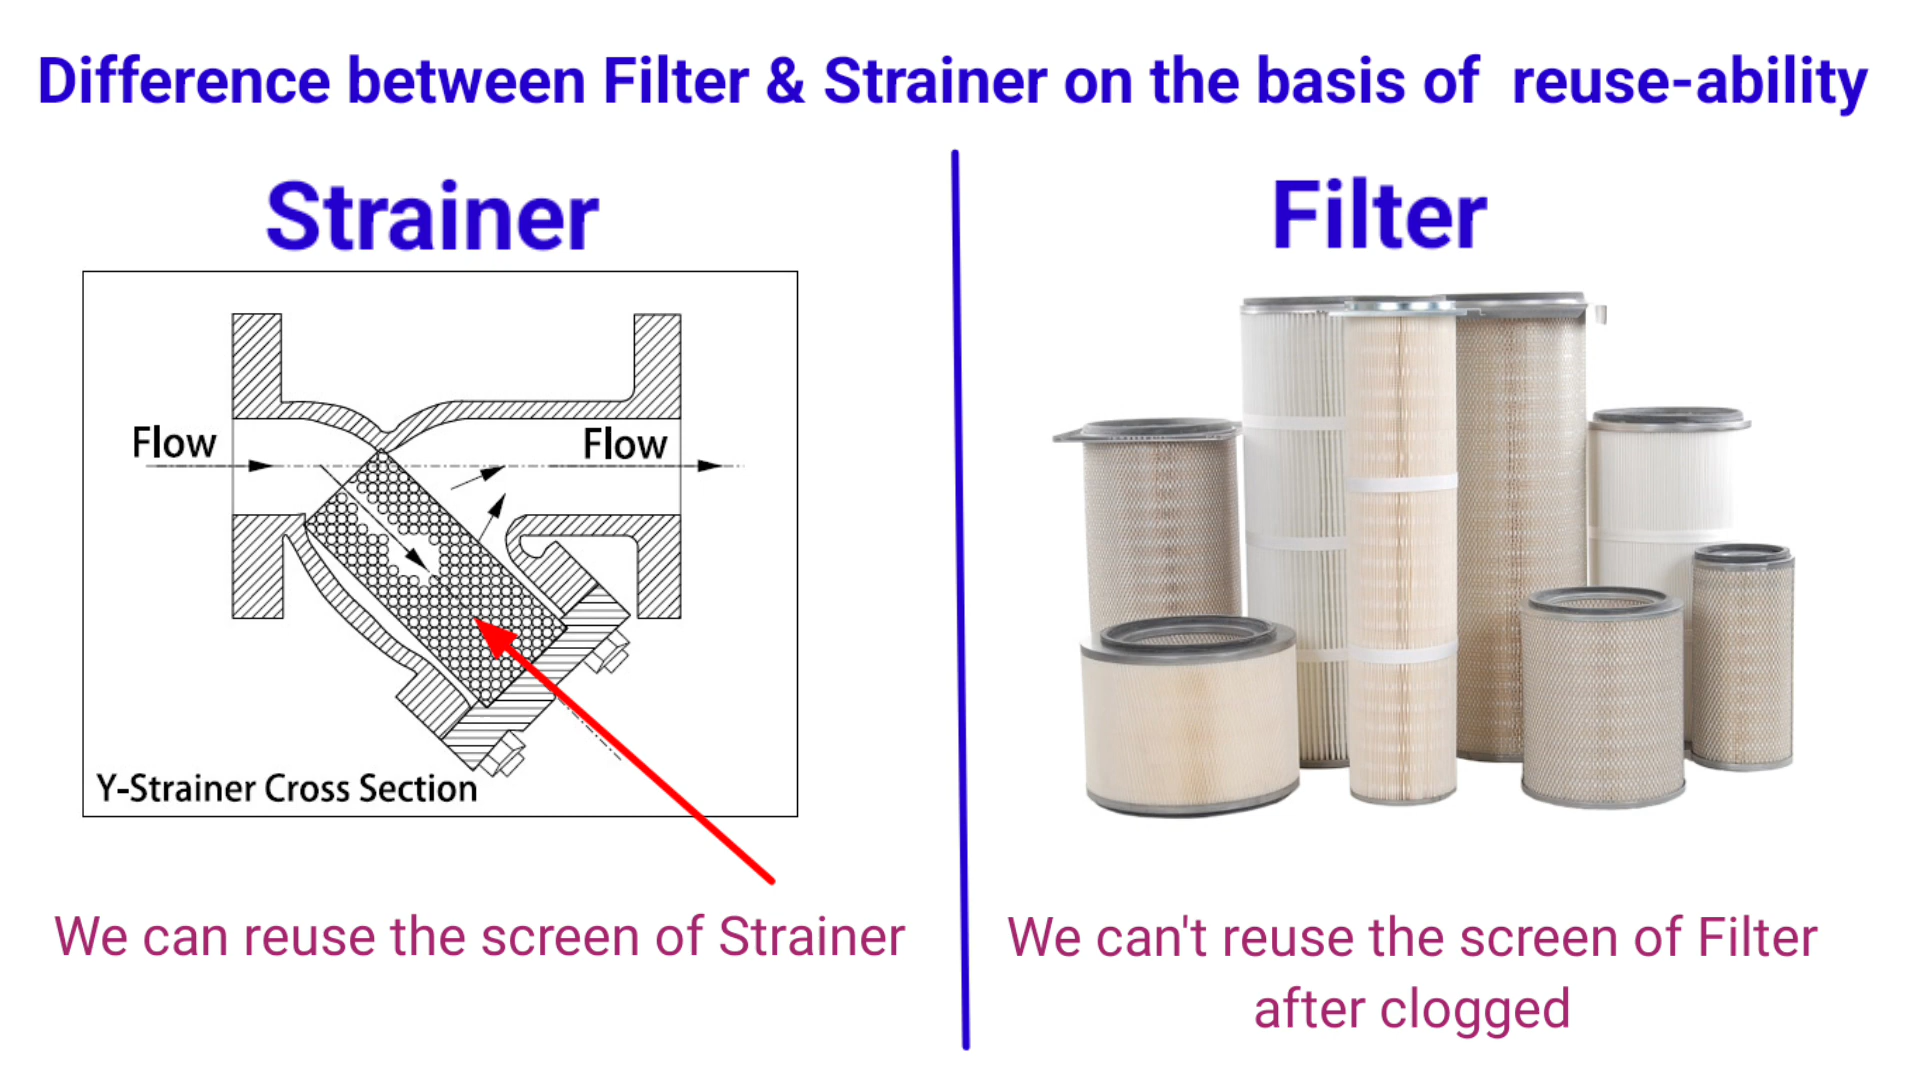 Difference between Filter & Strainer on the basis of reuse-ability
Strainer
Flow
Flow
Y-Strainer Cross Section
We can reuse the screen of Strainer
Filter
We can't reuse the screen of Filter
after clogged